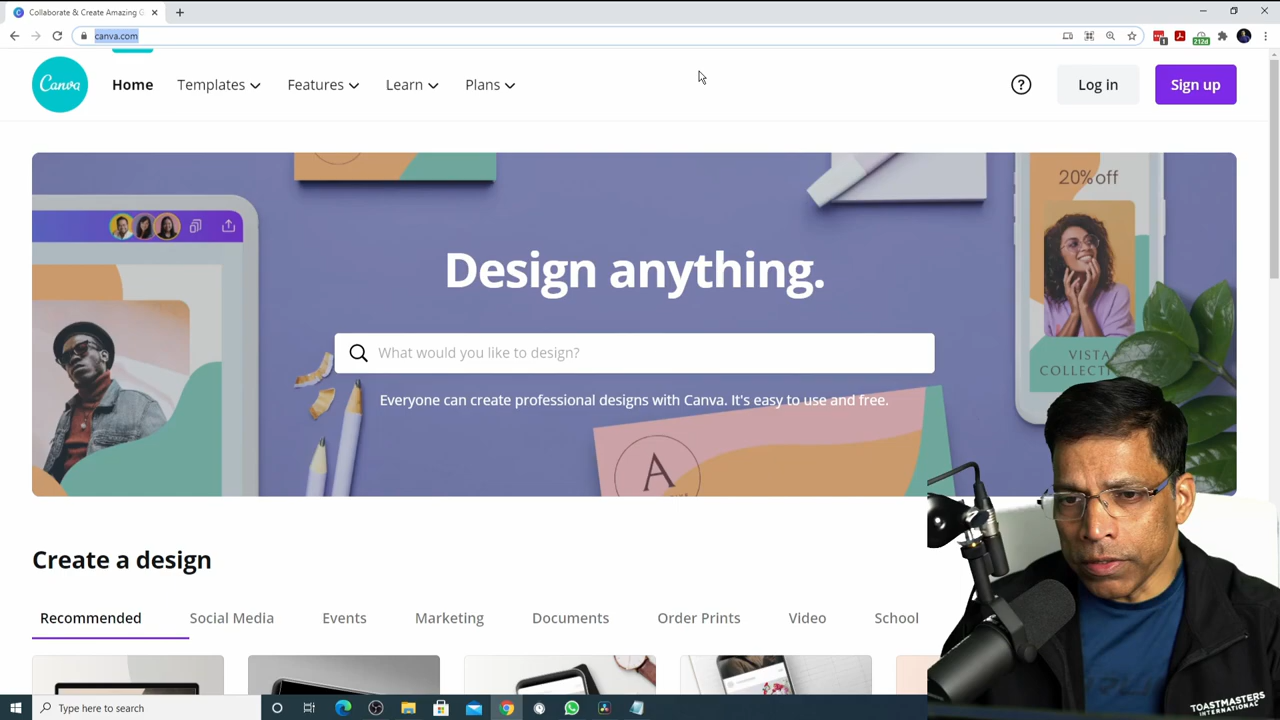 Collaborate & Create Amazing G
canva.com
212d
Canva
Home
Templates
Features
Learn
Plans
?
Log in
Sign up
20% off
Design anything.
What would you like to design?
VISTA
Everyone can create professional designs with Canva. It's easy to use and free.
A
Create a design
Recommended
Social Media
Events
Marketing
Documents
Order Prints
Video
School
Type here to search
TOASTMASTERS
INTERNATIONAL